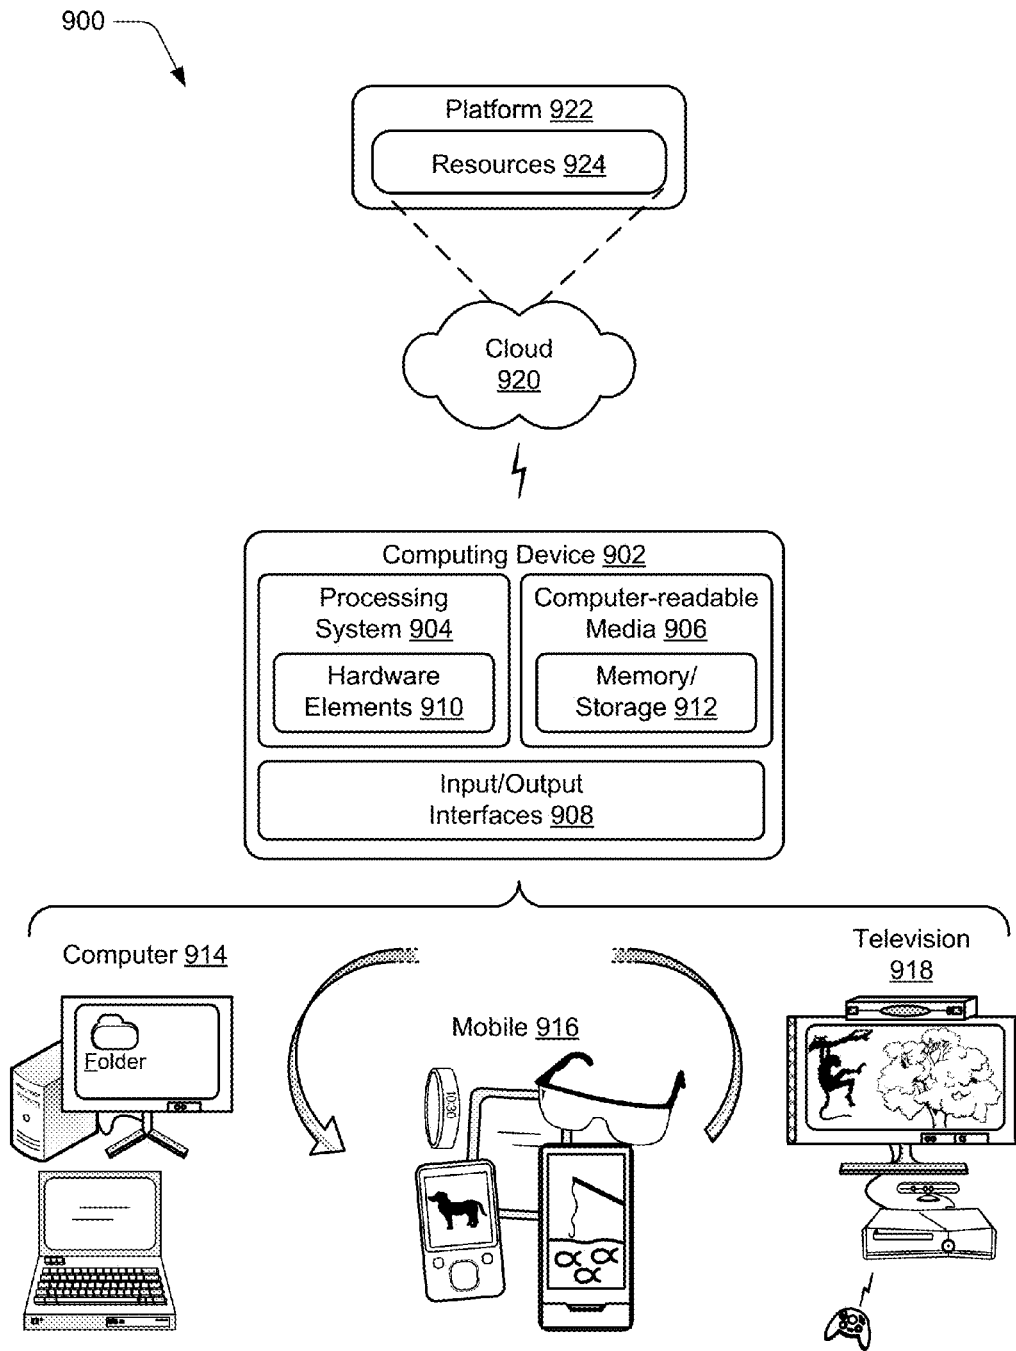 900
Platform 922
Resources 924
Cloud
920
Computing Device 902
Processing
System 904
Hardware
Elements 910
Computer-readable
Media 906
Memory/
Storage 912
Input/Output
Interfaces 908
Computer 914
Folder
Mobile 916
10:30
Television
918